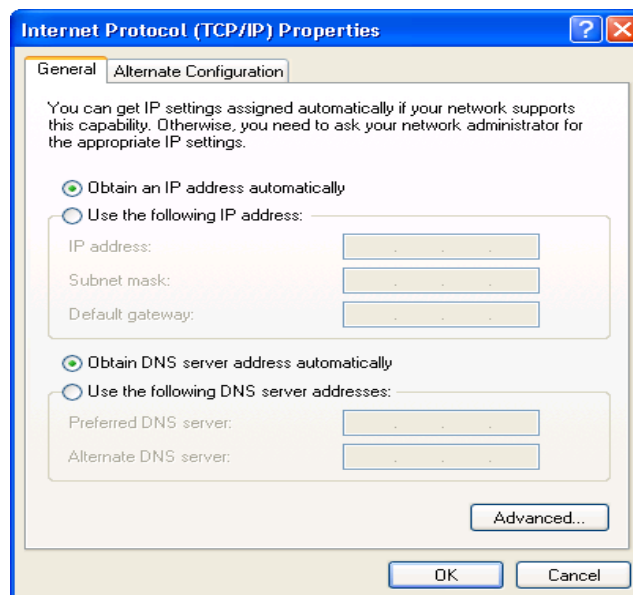 Internet Protocol (TCP/IP) Properties
General
Alternate Configuration
You can get IP settings assigned automatically if your network supports
this capability. Otherwise, you need to ask your network administrator for
the appropriate IP settings.
Obtain an IP address automatically
Use the following IP address:
IP address:
Subnet mask:
Default gateway:
Obtain DNS server address automatically
Use the following DNS server addresses:
Preferred DNS server:
Alternate DNS server:
Advanced...
OK
Cancel